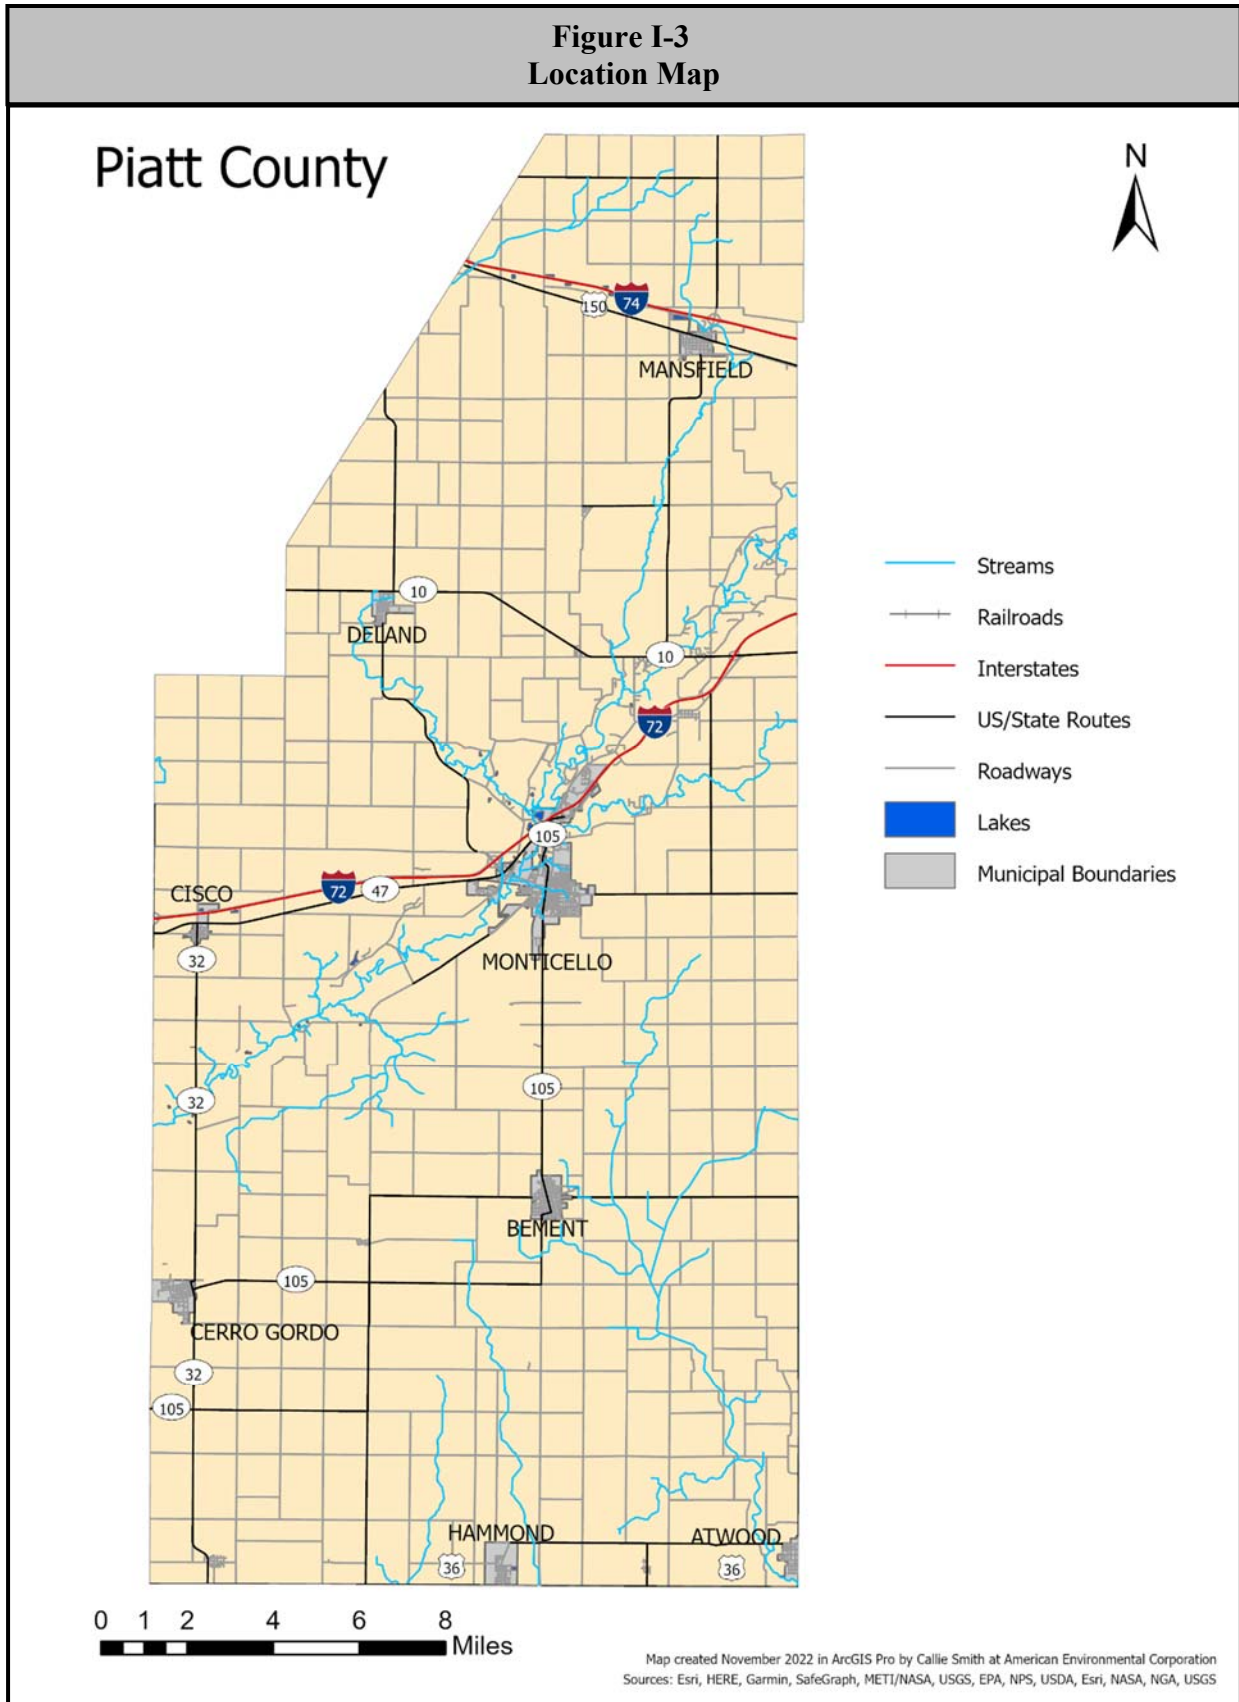 Figure I-3
Location Map
Piatt County
N
74
150
MANSFIELD
10
DELAND
10
72
105
72
47
CISCO
32
MONTICELLO
105
32
BEMENT
105
CERRO GORDO
32
105
HAMMOND
ATWOOD
36
36
Streams
Railroads
Interstates
US/State Routes
Roadways
Lakes
Municipal Boundaries
0 1 2 4 6 8
Miles
Map created November 2022 in ArcGIS Pro by Callie Smith at American Environmental Corporation
Sources: Esri, HERE, Garmin, SafeGraph, METI/NASA, USGS, EPA, NPS, USDA, Esri, NASA, NGA, USGS